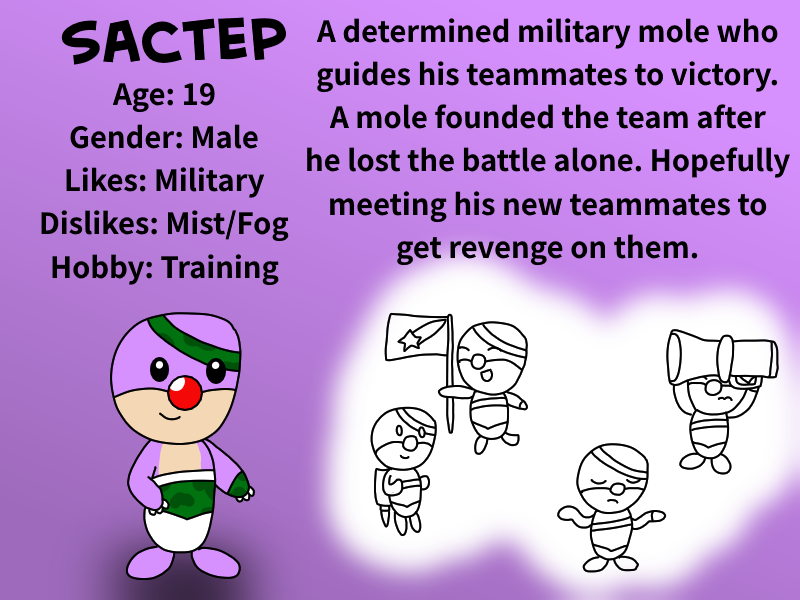 SACTEP
Age: 19
Gender: Male
Likes: Military
Dislikes: Mist/Fog
Hobby: Training
A determined military mole who
guides his teammates to victory.
A mole founded the team after
he lost the battle alone. Hopefully
meeting his new teammates to
get revenge on them.